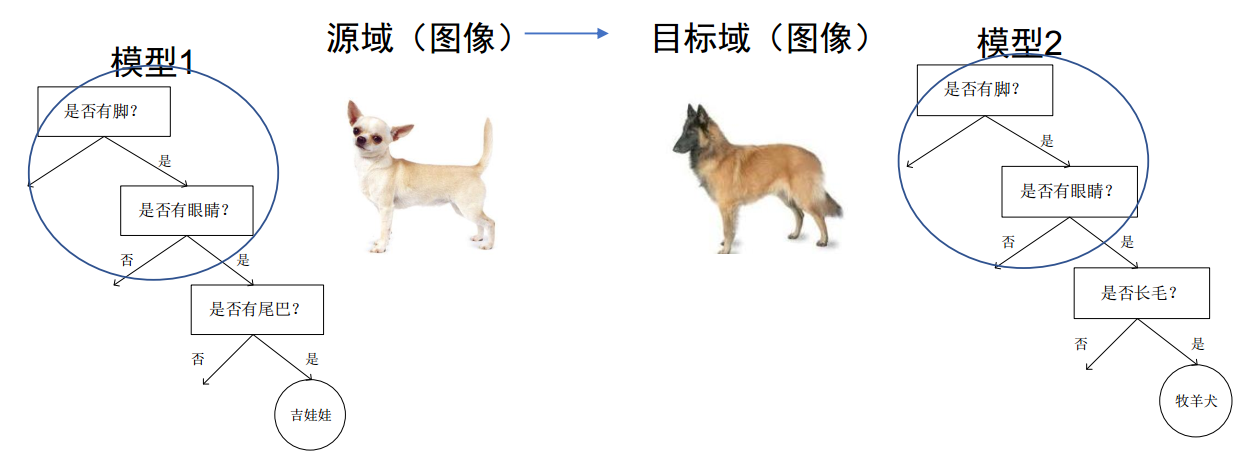 源域（图像）
目标域（图像）
模型1
是否有脚？
是
是否有眼睛？
否
是
是否有尾巴？
否
是
吉娃娃
模型2
是否有脚？
是
是否有眼睛？
否
是
是否长毛？
否
是
牧羊犬